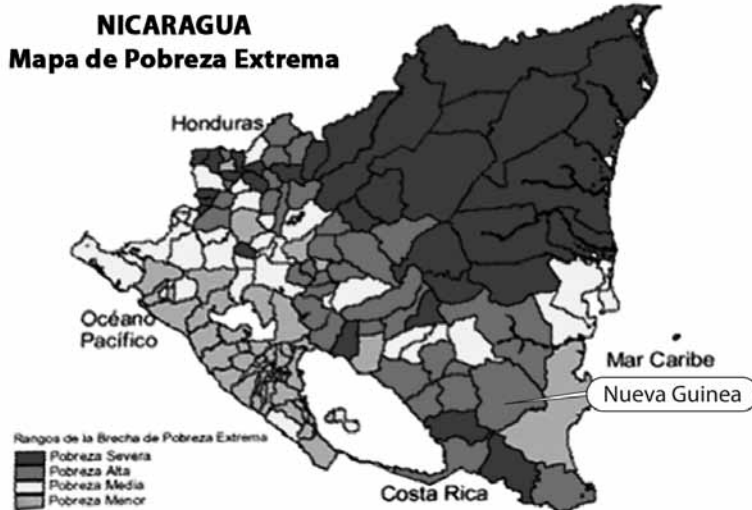 NICARAGUA
Mapa de Pobreza Extrema
Honduras
Océano
Pacífico
Mar Caribe
Nueva Guinea
Rangos de la Brecha de Pobreza Extrema
Pobreza Severa
Pobreza Alta
Pobreza Media
Pobreza Menor
Costa Rica